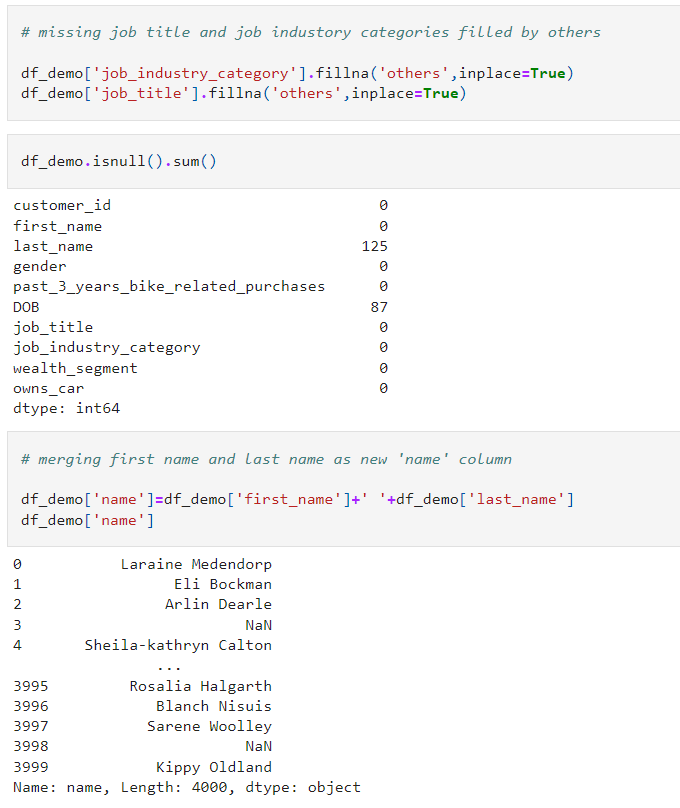 # missing job title and job industory categories filled by others
df_demo['job_industry_category'].fillna('others',inplace=True)
df_demo['job_title'].fillna('others',inplace=True)
df_demo.isnull().sum()
customer_id 0
first_name 0
last_name 125
gender 0
past_3_years_bike_related_purchases 0
DOB 87
job_title 0
job_industry_category 0
wealth_segment 0
owns_car 0
dtype: int64
# merging first name and last name as new 'name' column
df_demo['name']=df_demo['first_name']+' '+df_demo['last_name']
df_demo['name']
0 Laraine Medendorp
1 Eli Bockman
2 Arlin Dearle
3 NaN
4 Sheila-kathryn Calton
...
3995 Rosalia Halgarth
3996 Blanch Nisuis
3997 Sarene Woolley
3998 NaN
3999 Kippy Oldland
Name: name, Length: 4000, dtype: object